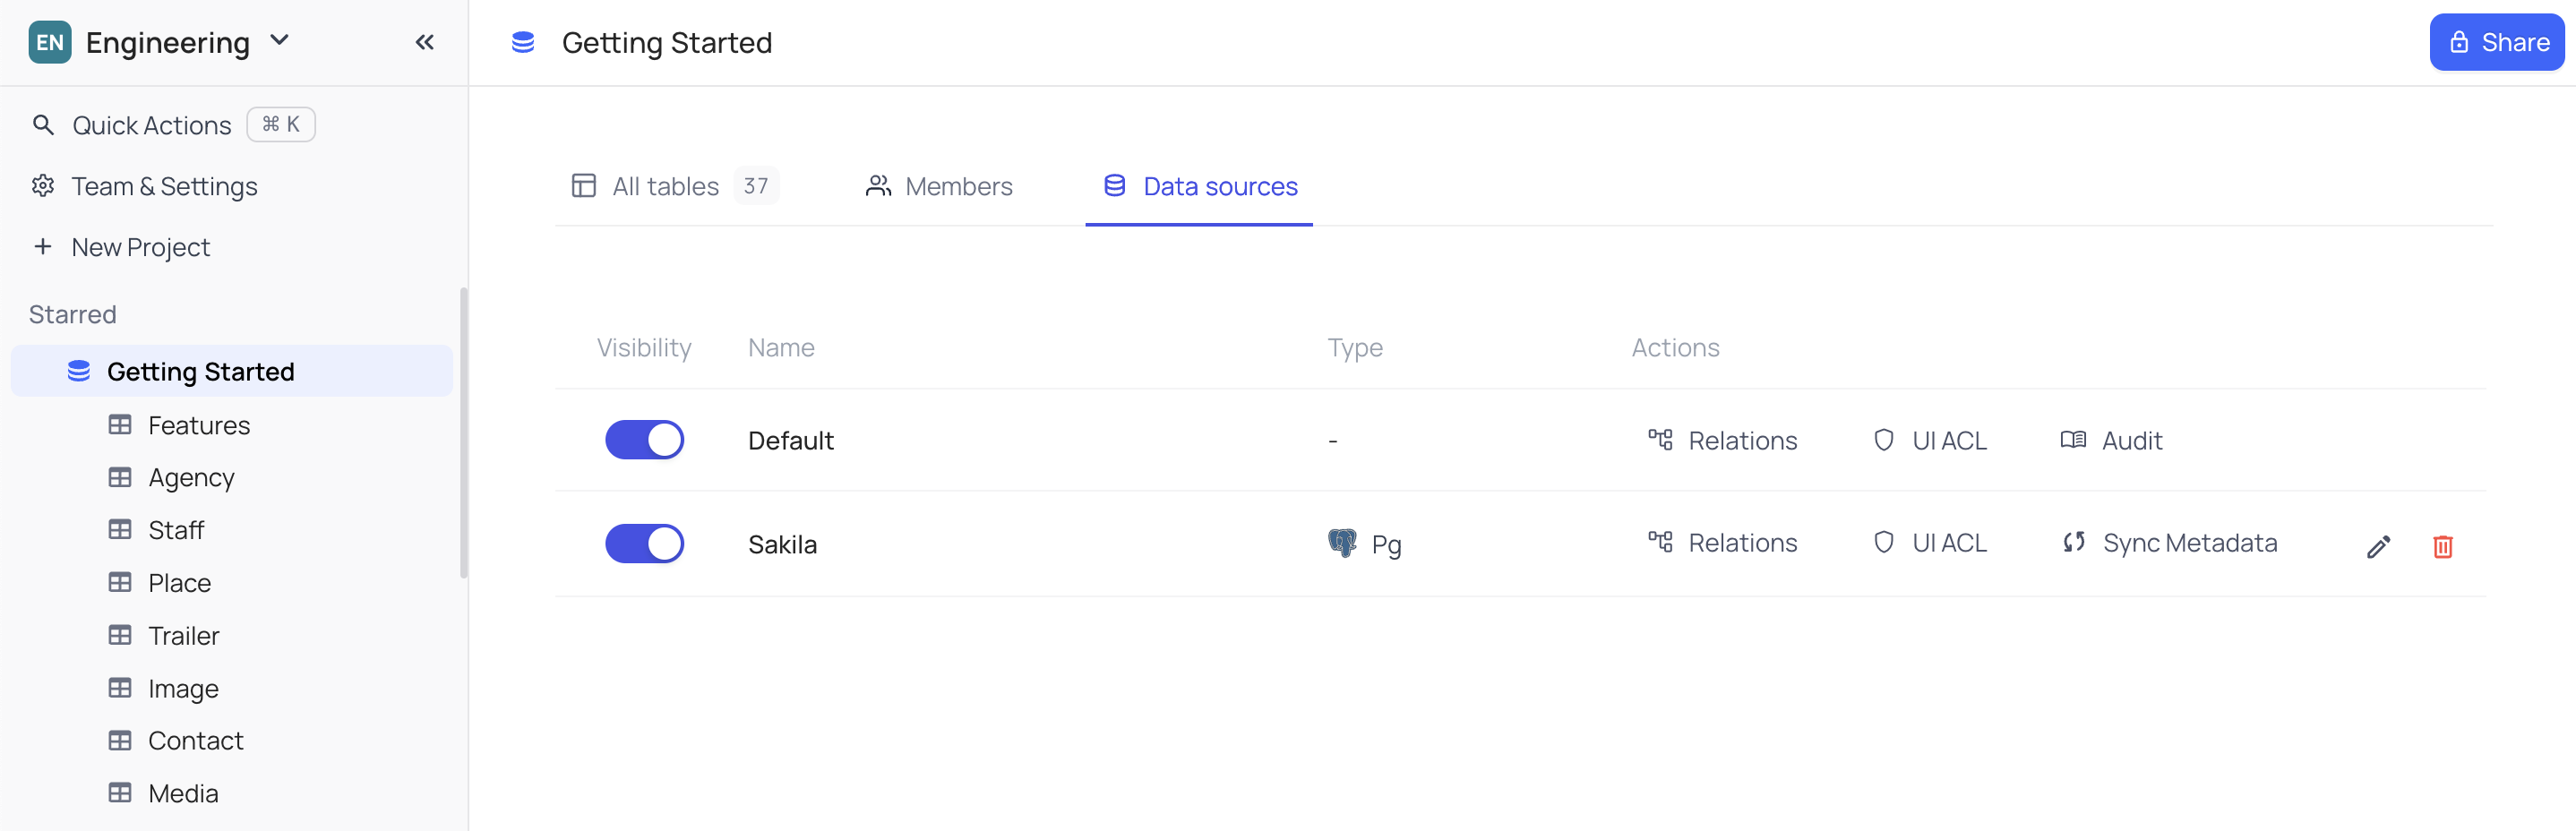 EN Engineering
Getting Started
Share
Quick Actions ⌘ K
Team & Settings
New Project
Starred
Getting Started
Features
Agency
Staff
Place
Trailer
Image
Contact
Media
All tables 37
Members
Data sources
Visibility Name Type Actions
Default - Relations UI ACL Audit
Sakila Pg Relations UI ACL Sync Metadata